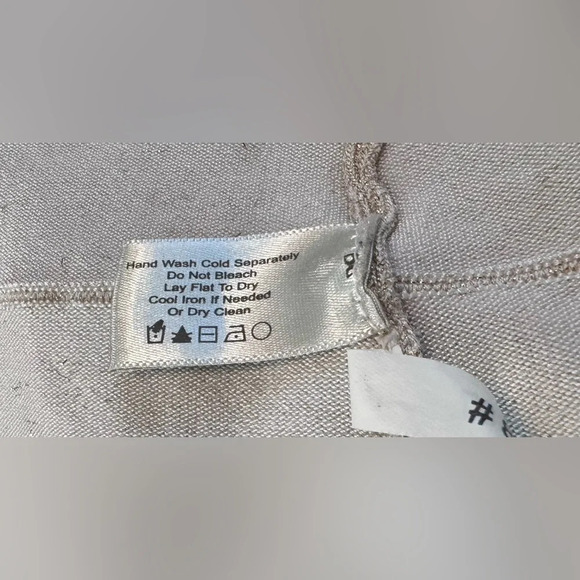 Hand Wash Cold Separately
Do Not Bleach
Lay Flat To Dry
Cool Iron If Needed
Or Dry Clean
#